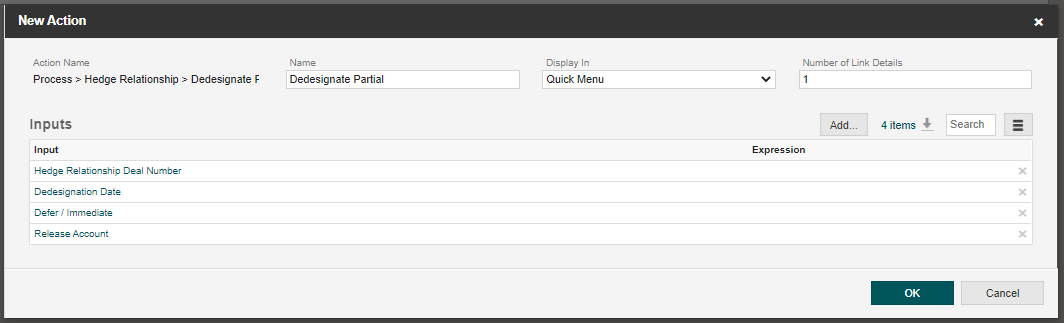 New Action
Action Name
Name
Display In
Number of Link Details
Process > Hedge Relationship > Dedesignate P
Dedesignate Partial
Quick Menu
1
Inputs
Add...
4 items
Search
Input
Expression
Hedge Relationship Deal Number
Dedesignation Date
Defer / Immediate
Release Account
OK
Cancel